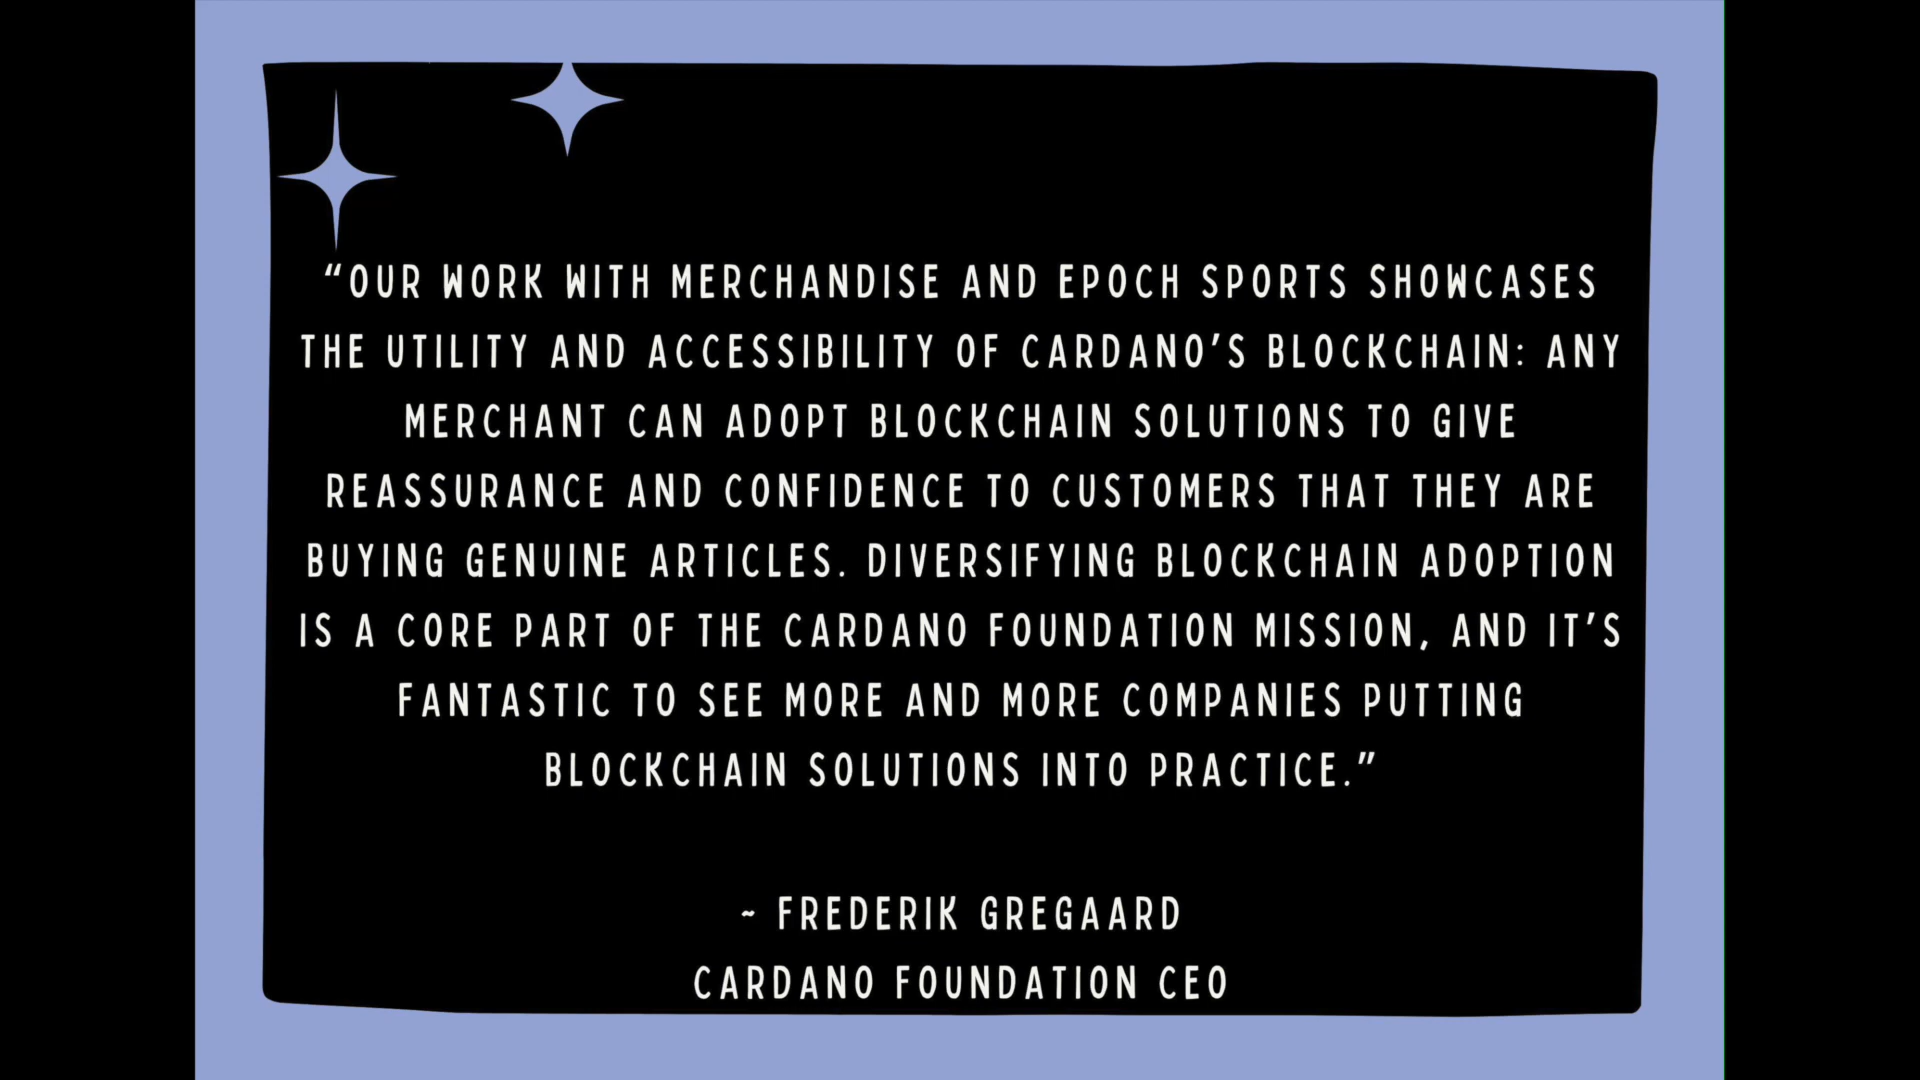 “OUR WORK WITH MERCHANDISE AND EPOCH SPORTS SHOWCASES
THE UTILITY AND ACCESSIBILITY OF CARDANO’S BLOCKCHAIN: ANY
MERCHANT CAN ADOPT BLOCKCHAIN SOLUTIONS TO GIVE
REASSURANCE AND CONFIDENCE TO CUSTOMERS THAT THEY ARE
BUYING GENUINE ARTICLES. DIVERSIFYING BLOCKCHAIN ADOPTION
IS A CORE PART OF THE CARDANO FOUNDATION MISSION, AND IT’S
FANTASTIC TO SEE MORE AND MORE COMPANIES PUTTING
BLOCKCHAIN SOLUTIONS INTO PRACTICE.”
~ FREDERIK GREGAARD
CARDANO FOUNDATION CEO